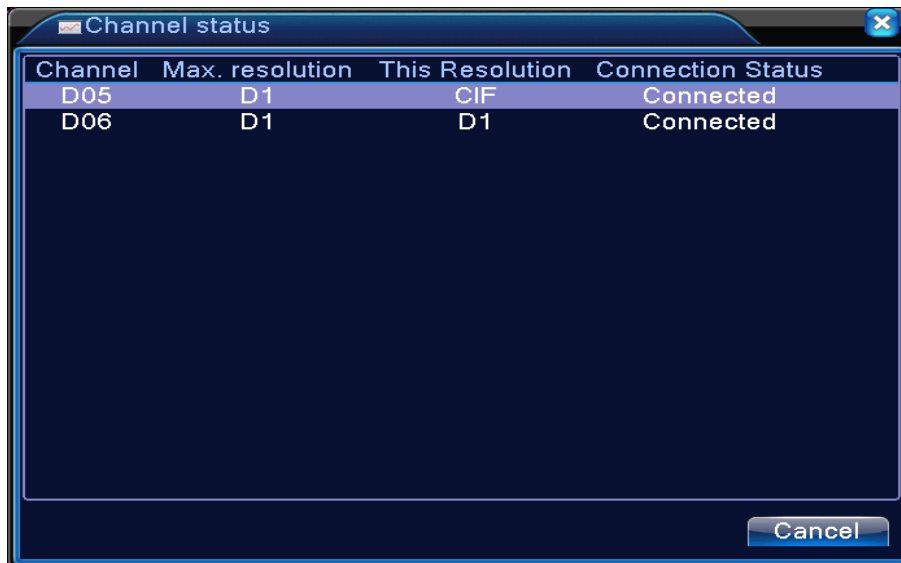 Channel status
Channel Max. resolution This Resolution Connection Status
D05 D1 CIF Connected
D06 D1 D1 Connected
Cancel